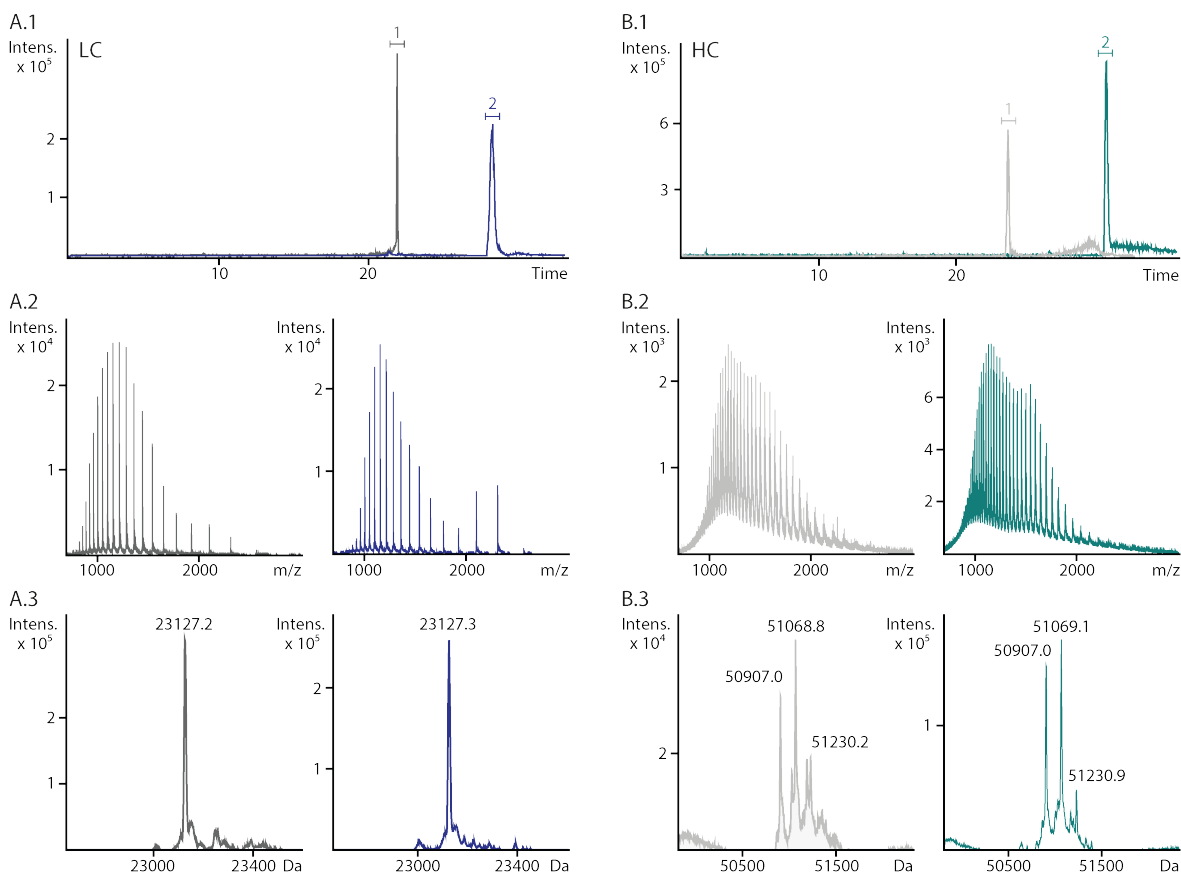 A.1
Intens.
x 10⁵
LC
1
2
2
1
10
20
Time
B.1
Intens.
x 10⁵
HC
1
2
6
3
10
20
Time
A.2
Intens.
x 10⁴
2
1
1000
2000
m/z
Intens.
x 10⁴
2
1
1000
2000
m/z
B.2
Intens.
x 10³
2
1
1000
2000
m/z
Intens.
x 10³
6
4
2
1000
2000
m/z
A.3
Intens.
x 10⁵
23127.2
2
1
23000
23400
Da
Intens.
x 10⁵
23127.3
2
1
23000
23400
Da
B.3
Intens.
x 10⁴
51068.8
50907.0
51230.2
2
50500
51500
Da
Intens.
x 10⁵
51069.1
50907.0
51230.9
1
50500
51500
Da